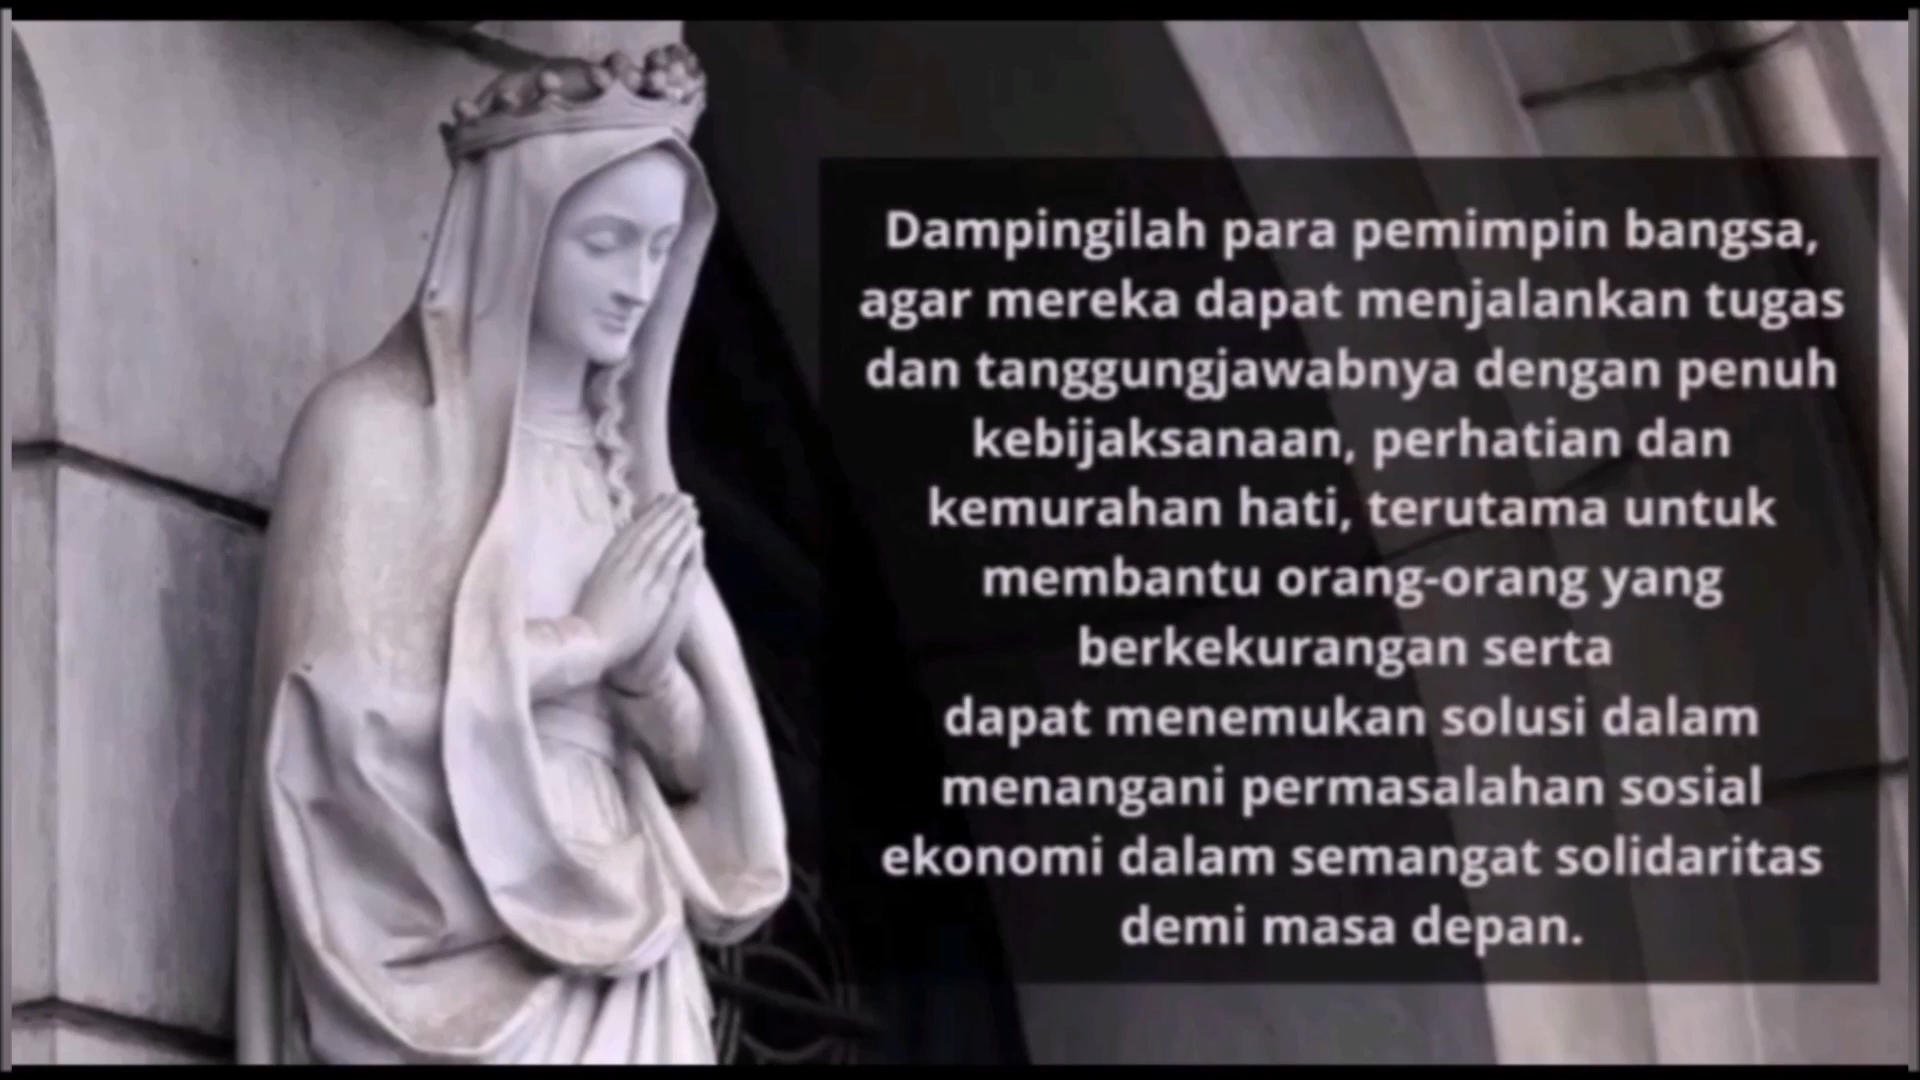 Dampingilah para pemimpin bangsa,
agar mereka dapat menjalankan tugas
dan tanggungjawabnya dengan penuh
kebijaksanaan, perhatian dan
kemurahan hati, terutama untuk
membantu orang-orang yang
berkekurangan serta
dapat menemukan solusi dalam
menangani permasalahan sosial
ekonomi dalam semangat solidaritas
demi masa depan.